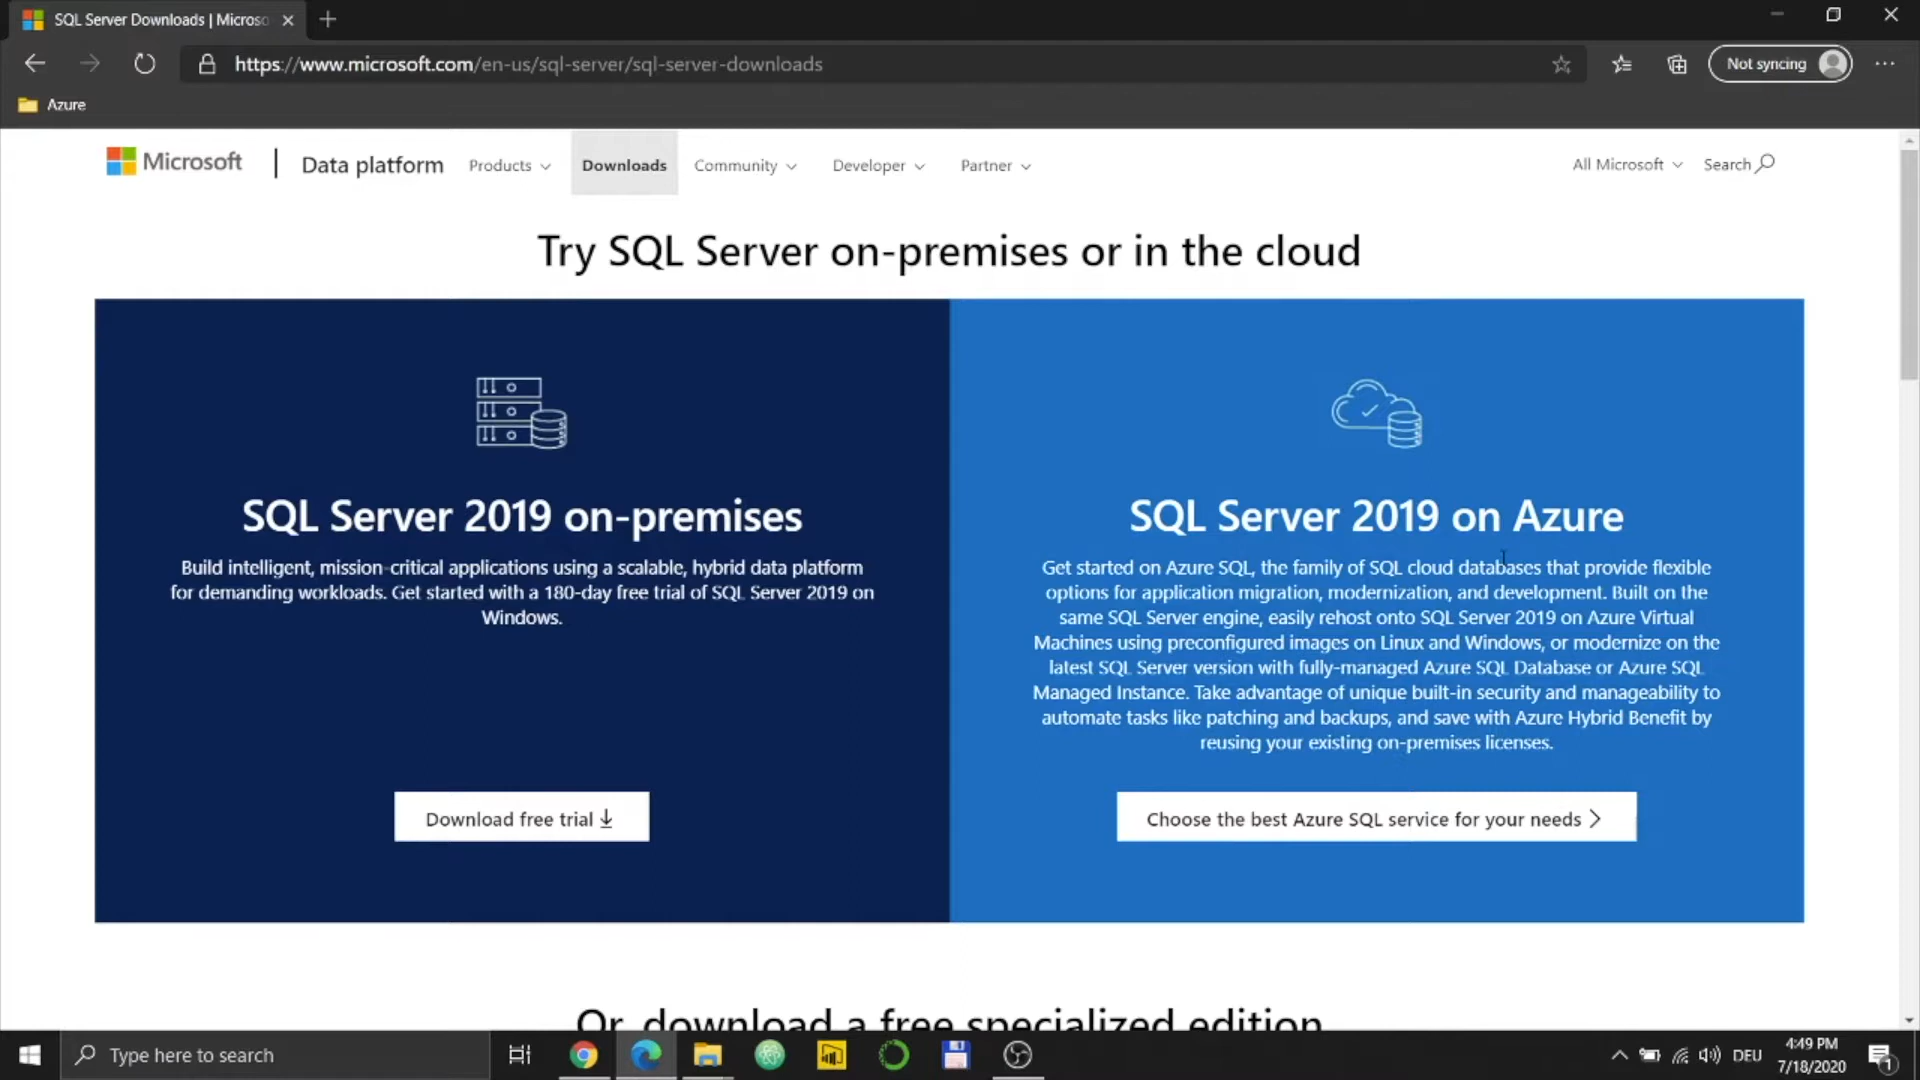 SQL Server Downloads | Microso
https://www.microsoft.com/en-us/sql-server/sql-server-downloads
Not syncing
Azure
Microsoft
Data platform
Products
Downloads
Community
Developer
Partner
All Microsoft
Search
Try SQL Server on-premises or in the cloud
SQL Server 2019 on-premises
Build intelligent, mission-critical applications using a scalable, hybrid data platform
for demanding workloads. Get started with a 180-day free trial of SQL Server 2019 on
Windows.
Download free trial
SQL Server 2019 on Azure
Get started on Azure SQL, the family of SQL cloud databases that provide flexible
options for application migration, modernization, and development. Built on the
same SQL Server engine, easily rehost onto SQL Server 2019 on Azure Virtual
Machines using preconfigured images on Linux and Windows, or modernize on the
latest SQL Server version with fully-managed Azure SQL Database or Azure SQL
Managed Instance. Take advantage of unique built-in security and manageability to
automate tasks like patching and backups, and save with Azure Hybrid Benefit by
reusing your existing on-premises licenses.
Choose the best Azure SQL service for your needs
Or, download a free specialized edition
Type here to search
DEU
4:49 PM
7/18/2020
1